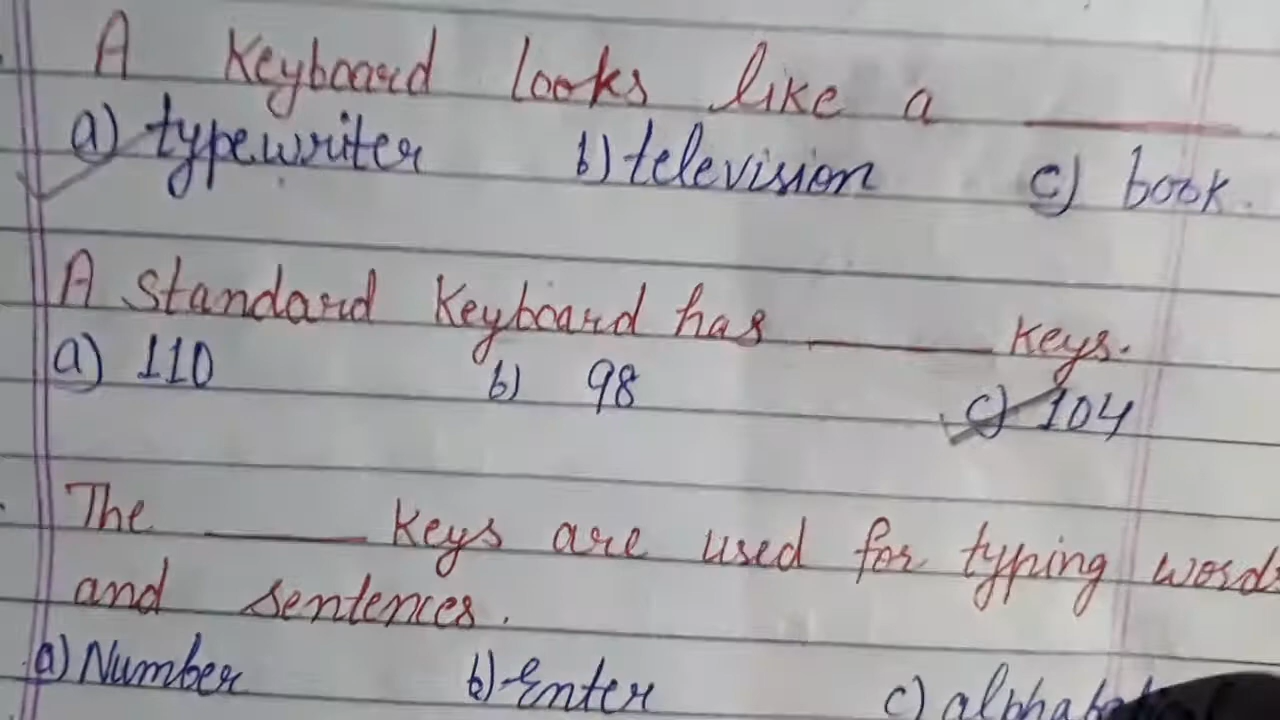 A Keyboard looks like a ______
a) typewriter b) television c) book.
A standard Keyboard has ______ keys.
a) 110 b) 98 c) 104
The ______ keys are used for typing words
and sentences.
a) Number b) Enter c)